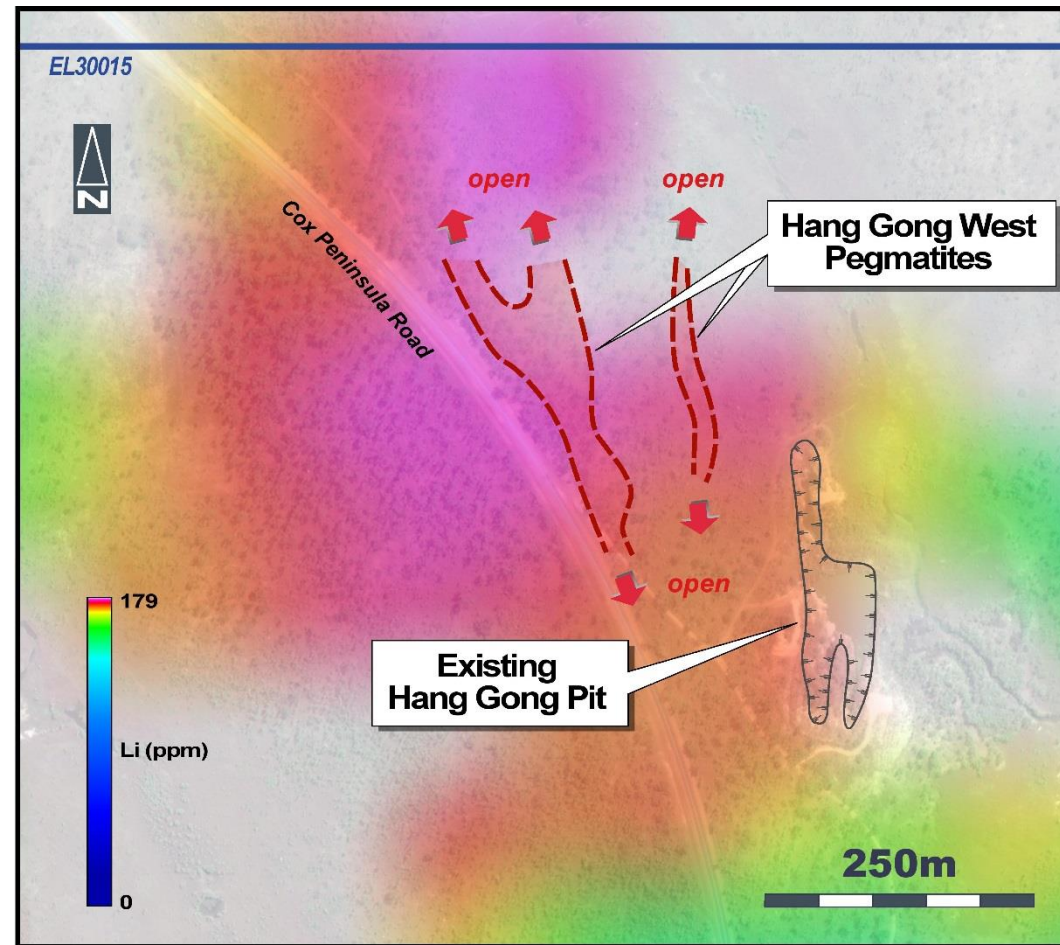 EL30015
N
open
open
Hang Gong West
Pegmatites
Cox Peninsula Road
open
Existing
Hang Gong Pit
179
Li (ppm)
0
250m